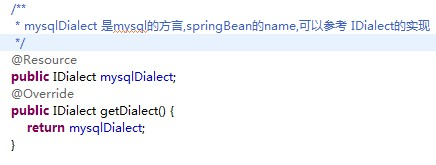 /**
* mysqlDialect 是mysql的方言,springBean的name,可以参考 IDialect的实现
*/
@Resource
public IDialect mysqlDialect;
@Override
public IDialect getDialect() {
return mysqlDialect;
}